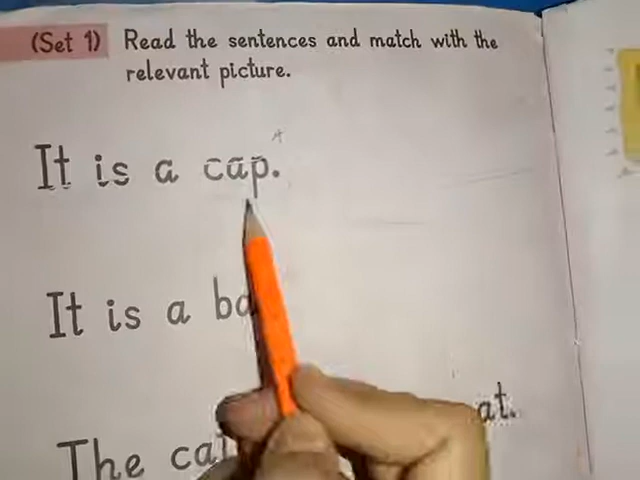 (Set 1) Read the sentences and match with the
relevant picture.
It is a cap.
It is a
The